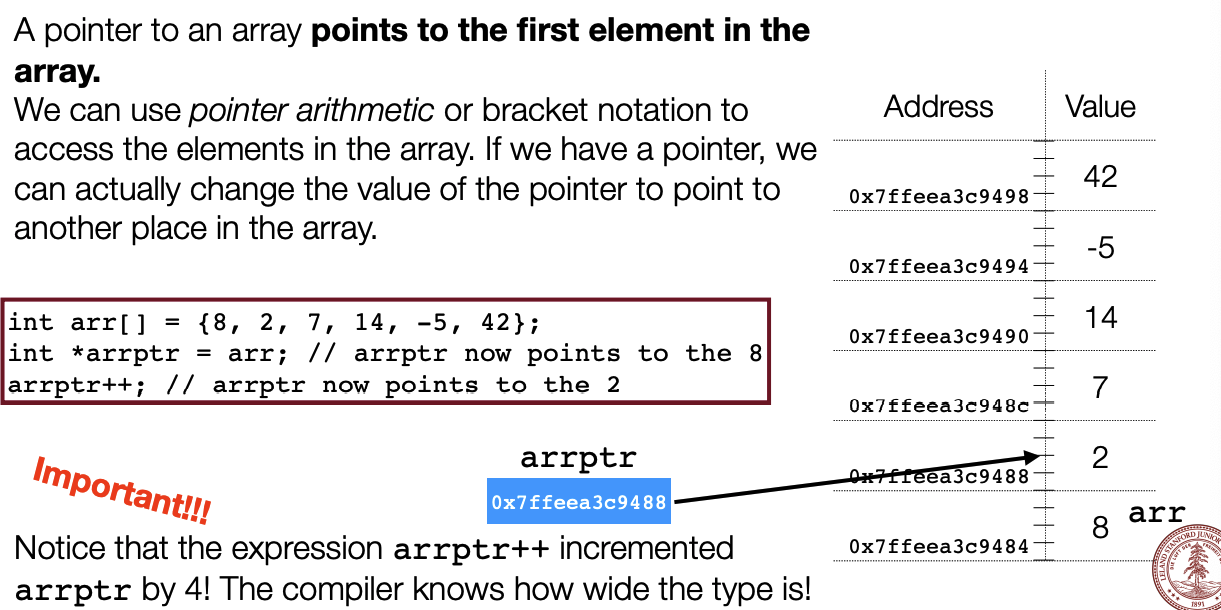 A pointer to an array points to the first element in the
array.
We can use pointer arithmetic or bracket notation to
access the elements in the array. If we have a pointer, we
can actually change the value of the pointer to point to
another place in the array.
int arr[] = {8, 2, 7, 14, -5, 42};
int *arrptr = arr; // arrptr now points to the 8
arrptr++; // arrptr now points to the 2
Important!!!
arrptr
0x7ffeea3c9488
Notice that the expression arrptr++ incremented
arrptr by 4! The compiler knows how wide the type is!
Address Value
0x7ffeea3c9498 42
0x7ffeea3c9494 -5
0x7ffeea3c9490 14
0x7ffeea3c948c 7
0x7ffeea3c9488 2
0x7ffeea3c9484 8 arr
LELAND STANFORD JUNIOR
1891